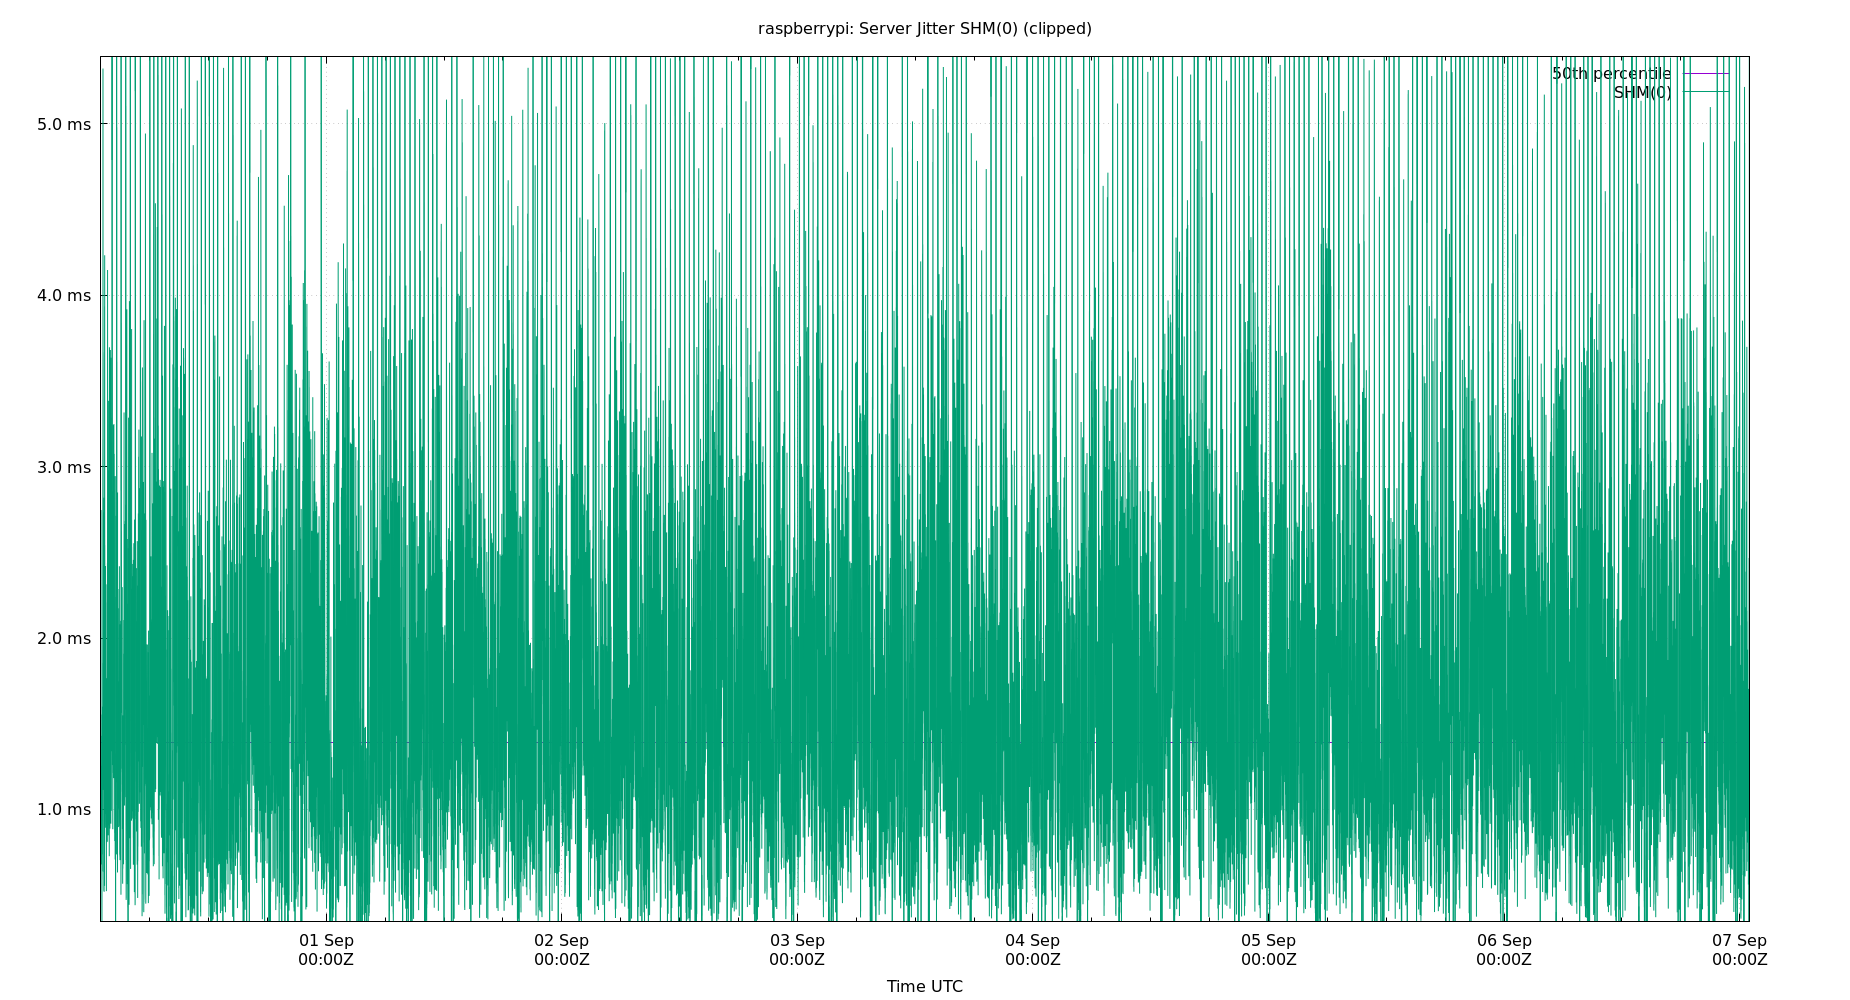 raspberrypi: Server Jitter SHM(0) (clipped)
50th percentile
SHM(0)
5.0 ms
4.0 ms
3.0 ms
2.0 ms
1.0 ms
01 Sep 02 Sep 03 Sep 04 Sep 05 Sep 06 Sep 07 Sep
00:00Z 00:00Z 00:00Z 00:00Z 00:00Z 00:00Z 00:00Z
Time UTC